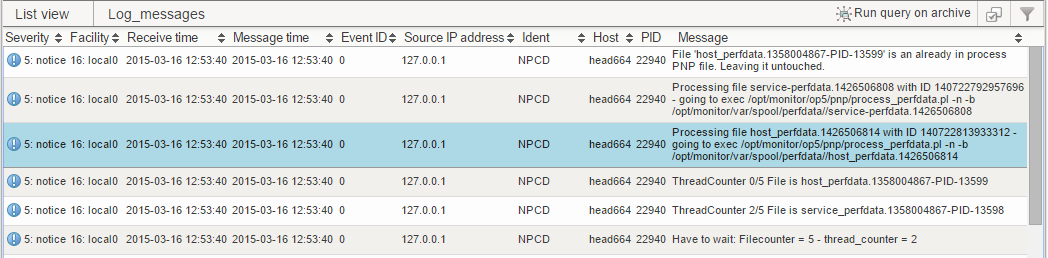 List view Log_messages Run query on archive
Severity Facility Receive time Message time Event ID Source IP address Ident Host PID Message
5: notice 16: local0 2015-03-16 12:53:40 2015-03-16 12:53:40 0 127.0.0.1 NPCD head664 22940 File 'host_perfdata.1358004867-PID-13599' is an already in process
PNP file. Leaving it untouched.
5: notice 16: local0 2015-03-16 12:53:40 2015-03-16 12:53:40 0 127.0.0.1 NPCD head664 22940 Processing file service-perfdata.1426506808 with ID 140722792957696
- going to exec /opt/monitor/op5/pnp/process_perfdata.pl -n -b
/opt/monitor/var/spool/perfdata//service-perfdata.1426506808
5: notice 16: local0 2015-03-16 12:53:40 2015-03-16 12:53:40 0 127.0.0.1 NPCD head664 22940 Processing file host_perfdata.1426506814 with ID 140722813933312 -
going to exec /opt/monitor/op5/pnp/process_perfdata.pl -n -b
/opt/monitor/var/spool/perfdata//host_perfdata.1426506814
5: notice 16: local0 2015-03-16 12:53:40 2015-03-16 12:53:40 0 127.0.0.1 NPCD head664 22940 ThreadCounter 0/5 File is host_perfdata.1358004867-PID-13599
5: notice 16: local0 2015-03-16 12:53:40 2015-03-16 12:53:40 0 127.0.0.1 NPCD head664 22940 ThreadCounter 2/5 File is service_perfdata.1358004867-PID-13598
5: notice 16: local0 2015-03-16 12:53:40 2015-03-16 12:53:40 0 127.0.0.1 NPCD head664 22940 Have to wait: Filecounter = 5 - thread_counter = 2